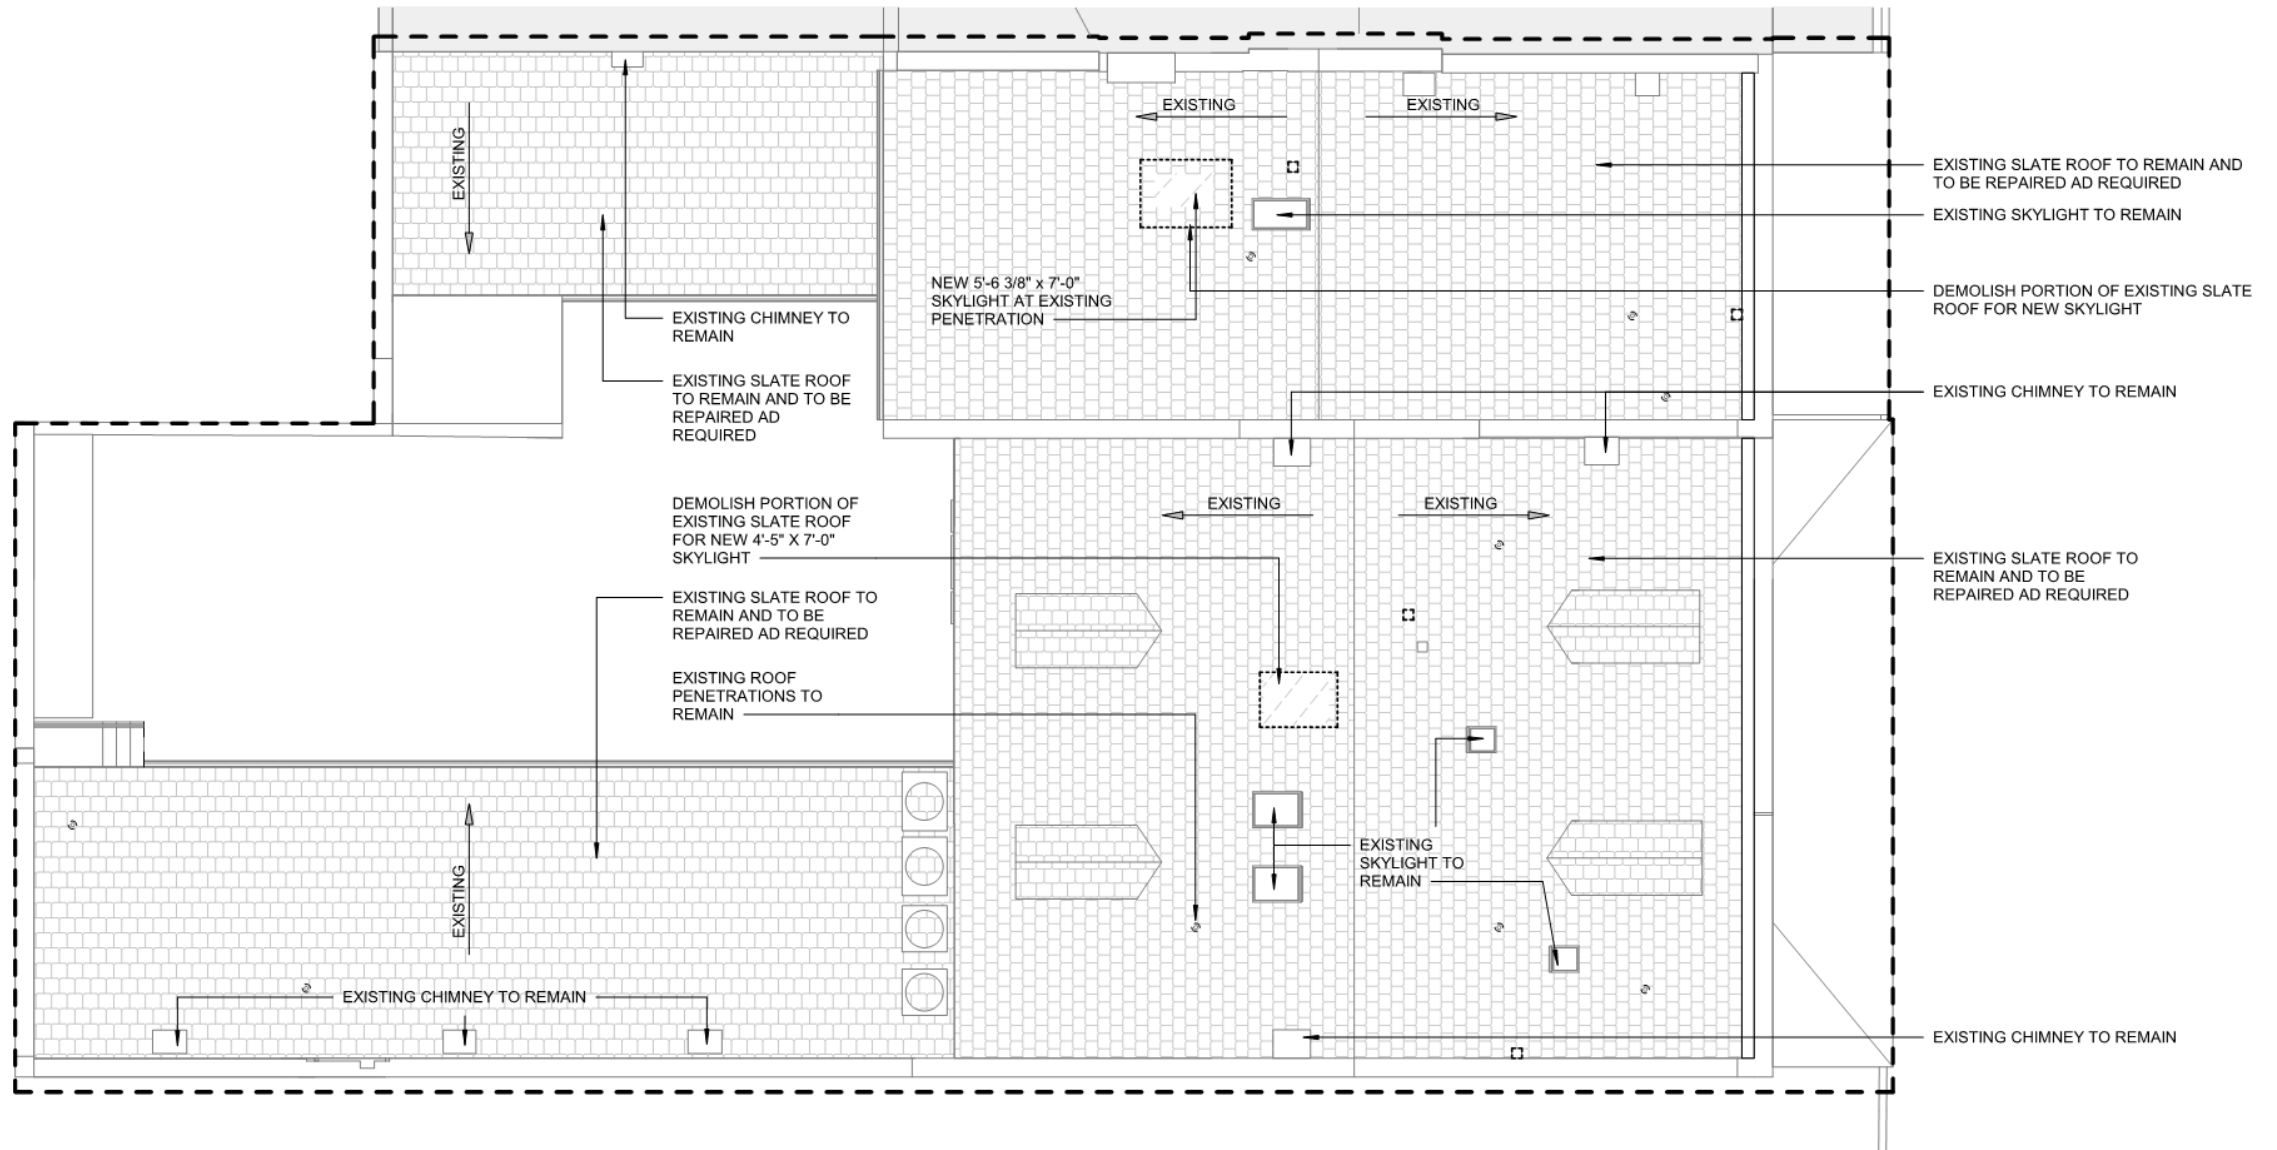 EXISTING
EXISTING
EXISTING
EXISTING SLATE ROOF TO REMAIN AND
TO BE REPAIRED AD REQUIRED
EXISTING SKYLIGHT TO REMAIN
NEW 5'-6 3/8" x 7'-0"
SKYLIGHT AT EXISTING
PENETRATION
DEMOLISH PORTION OF EXISTING SLATE
ROOF FOR NEW SKYLIGHT
EXISTING CHIMNEY TO
REMAIN
EXISTING SLATE ROOF
TO REMAIN AND TO BE
REPAIRED AD
REQUIRED
EXISTING CHIMNEY TO REMAIN
DEMOLISH PORTION OF
EXISTING SLATE ROOF
FOR NEW 4'-5" X 7'-0"
SKYLIGHT
EXISTING
EXISTING
EXISTING SLATE ROOF TO
REMAIN AND TO BE
REPAIRED AD REQUIRED
EXISTING SLATE ROOF TO
REMAIN AND TO BE
REPAIRED AD REQUIRED
EXISTING ROOF
PENETRATIONS TO
REMAIN
EXISTING
SKYLIGHT TO
REMAIN
EXISTING
EXISTING CHIMNEY TO REMAIN
EXISTING CHIMNEY TO REMAIN